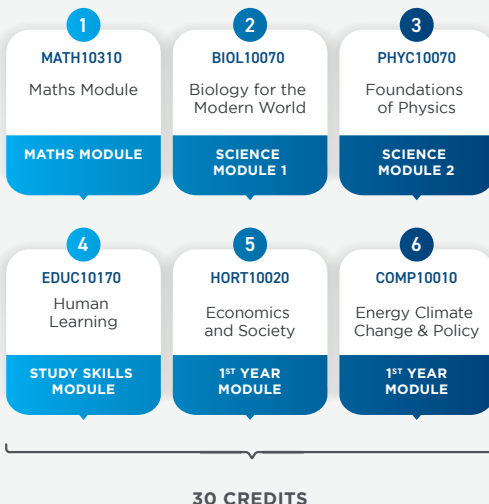 1
MATH10310
Maths Module
MATHS MODULE
2
BIOL10070
Biology for the
Modern World
SCIENCE
MODULE 1
3
PHYC10070
Foundations
of Physics
SCIENCE
MODULE 2
4
EDUC10170
Human
Learning
STUDY SKILLS
MODULE
5
HORT10020
Economics
and Society
1ST YEAR
MODULE
6
COMP10010
Energy Climate
Change & Policy
1ST YEAR
MODULE
30 CREDITS